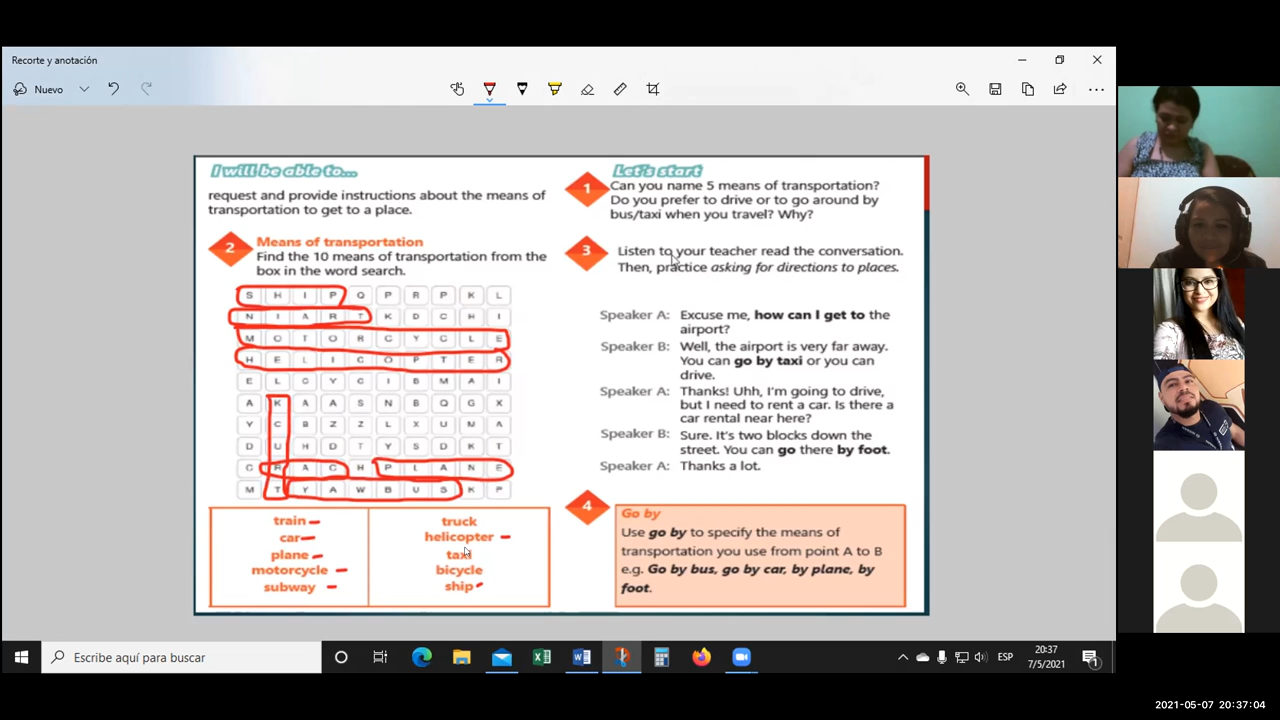 Recorte y anotación
Nuevo
I will be able to...
request and provide instructions about the means of
transportation to get to a place.
2
Means of transportation
Find the 10 means of transportation from the
box in the word search.
S H I P Q P R P K L
N I A R T K D C H I
M O T O R C Y C L E
H E L I C O P T E R
E L C Y C I B M A I
A K A A S N B Q G X
Y C B Z Z L X U M A
D U H D T Y S D K T
C R A C H P L A N E
M T Y A W B U S K P
train
car
plane
motorcycle
subway
truck
helicopter
taxi
bicycle
ship
Let's start
1
Can you name 5 means of transportation?
Do you prefer to drive or to go around by
bus/taxi when you travel? Why?
3
Listen to your teacher read the conversation.
Then, practice asking for directions to places.
Speaker A: Excuse me, how can I get to the
airport?
Speaker B: Well, the airport is very far away.
You can go by taxi or you can
drive.
Speaker A: Thanks! Uhh, I'm going to drive,
but I need to rent a car. Is there a
car rental near here?
Speaker B: Sure. It's two blocks down the
street. You can go there by foot.
Speaker A: Thanks a lot.
4
Go by
Use go by to specify the means of
transportation you use from point A to B
e.g. Go by bus, go by car, by plane, by
foot.
Escribe aquí para buscar
ESP
20:37
7/5/2021
1
2021-05-07 20:37:04